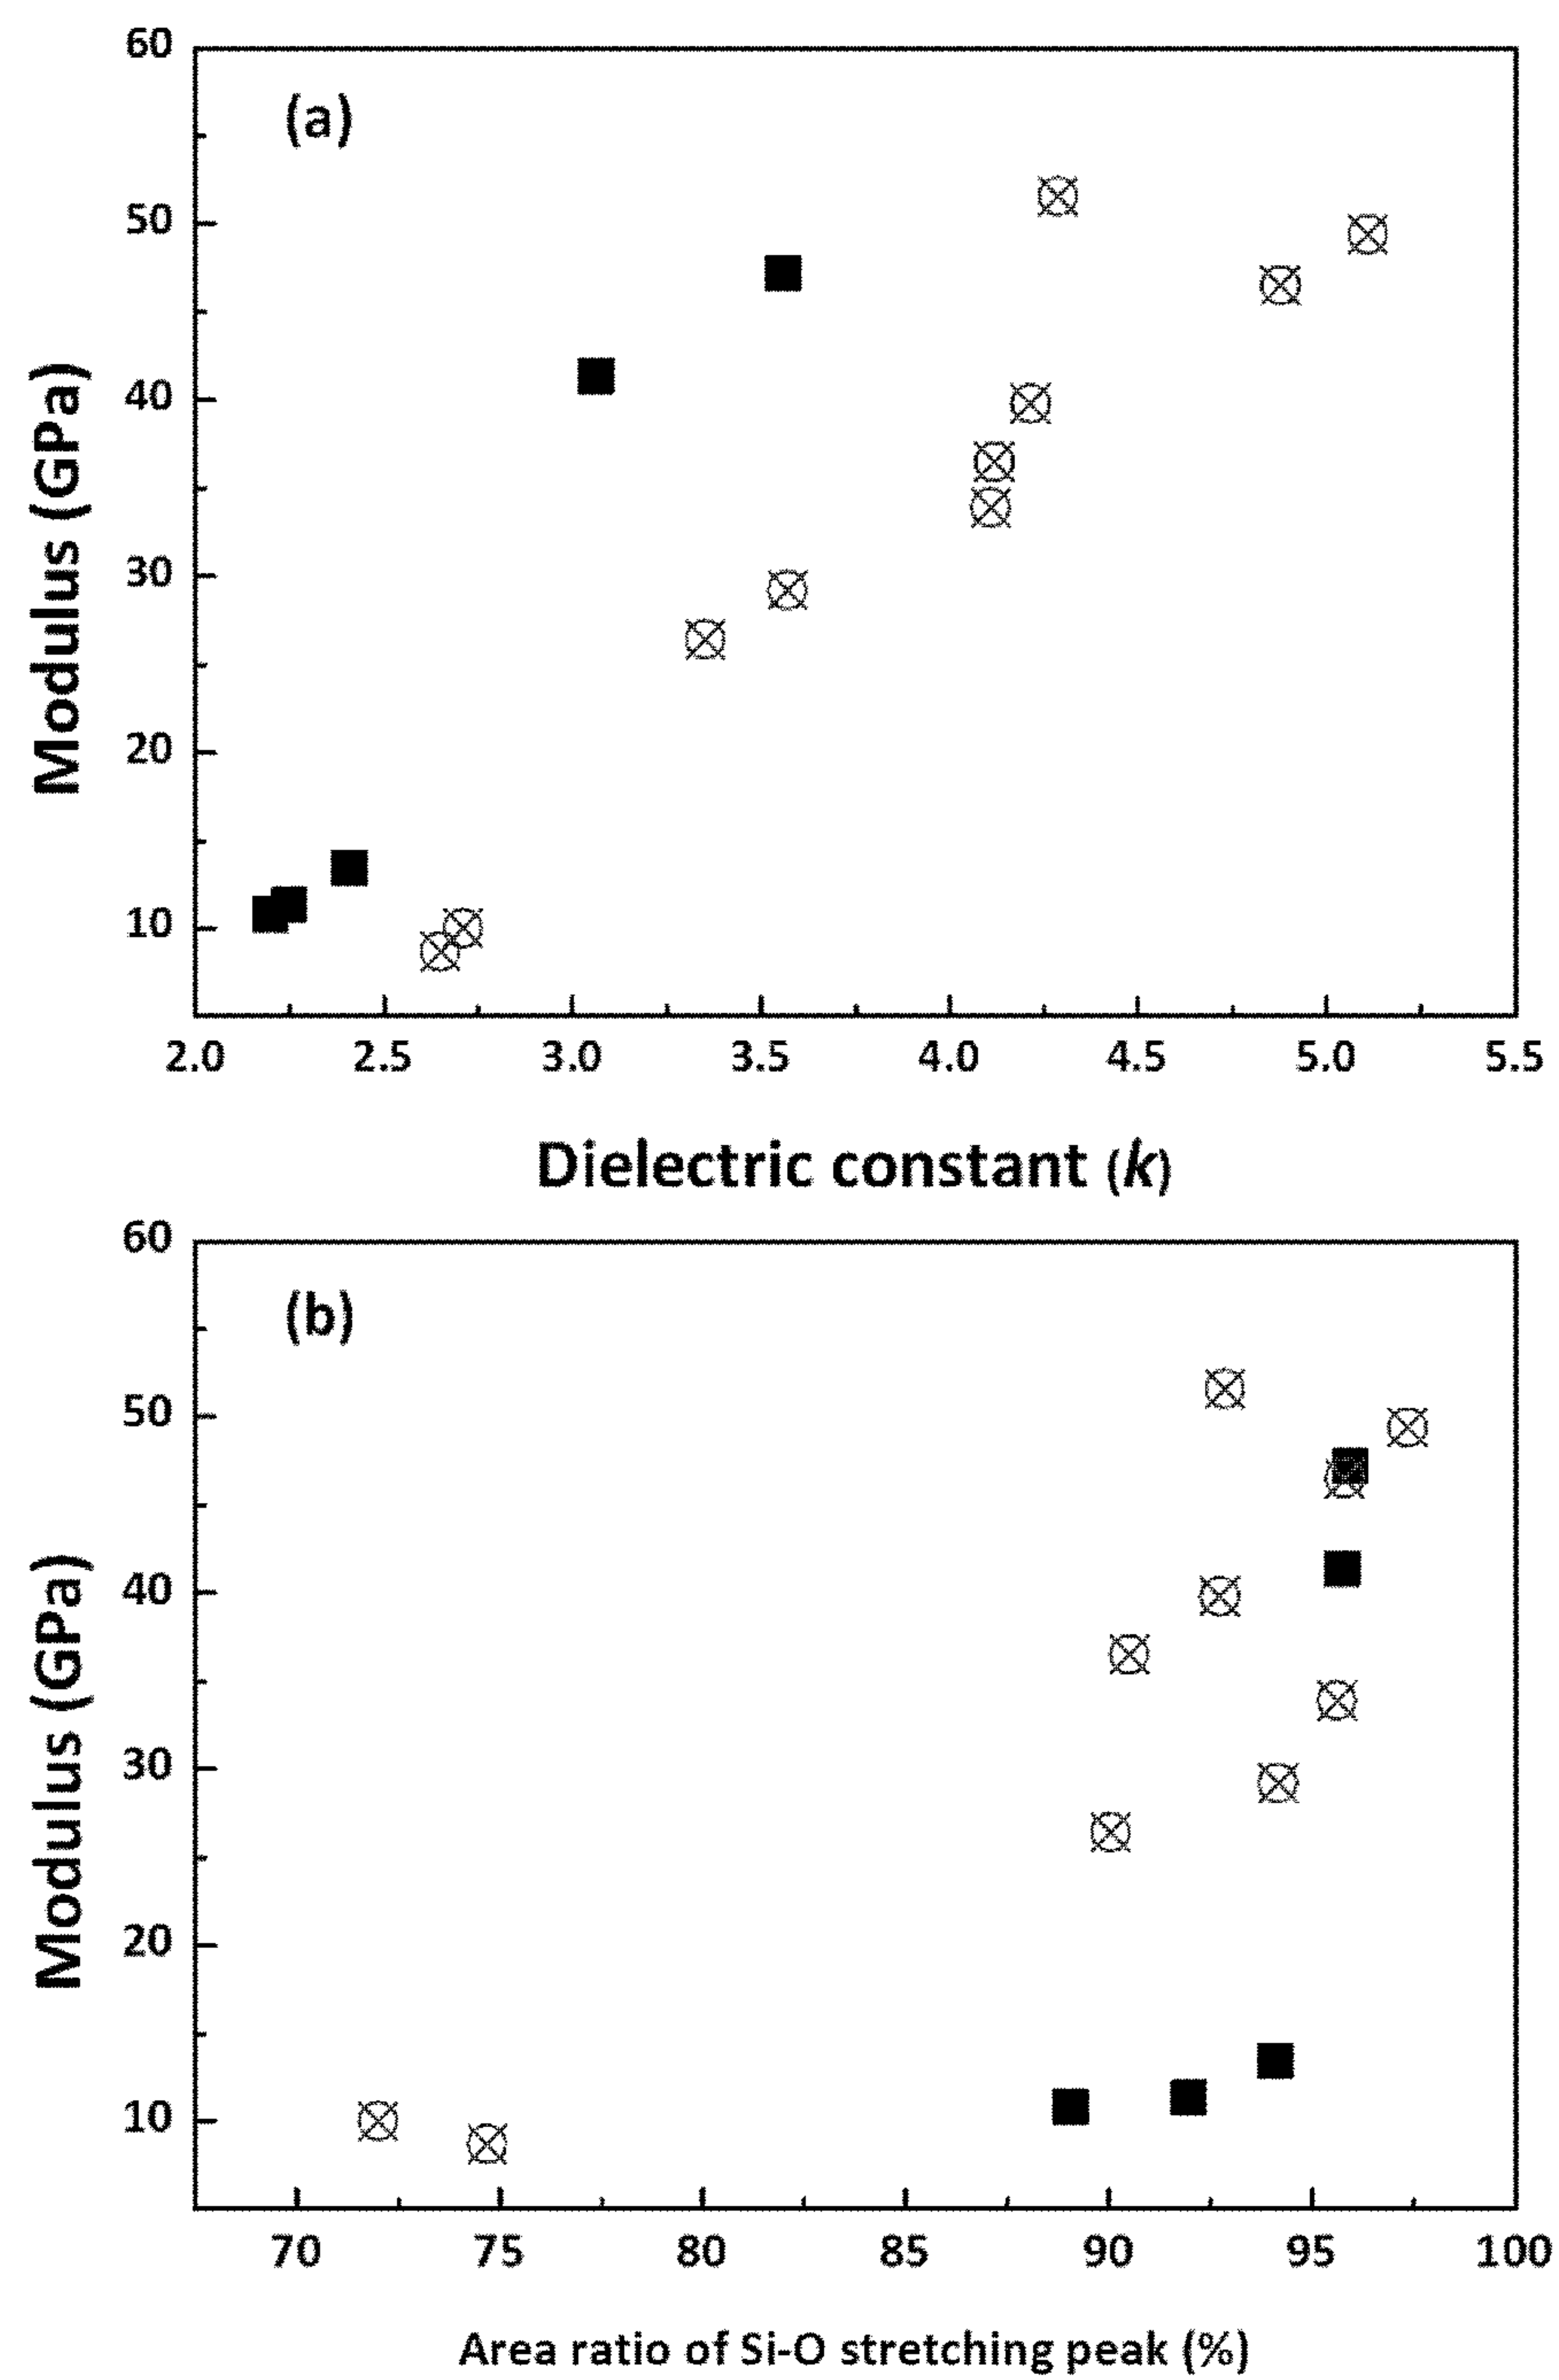 (a)
Modulus (GPa)
60
50
40
30
20
10
2.0 2.5 3.0 3.5 4.0 4.5 5.0 5.5
Dielectric constant (k)
(b)
Modulus (GPa)
60
50
40
30
20
10
70 75 80 85 90 95 100
Area ratio of Si-O stretching peak (%)